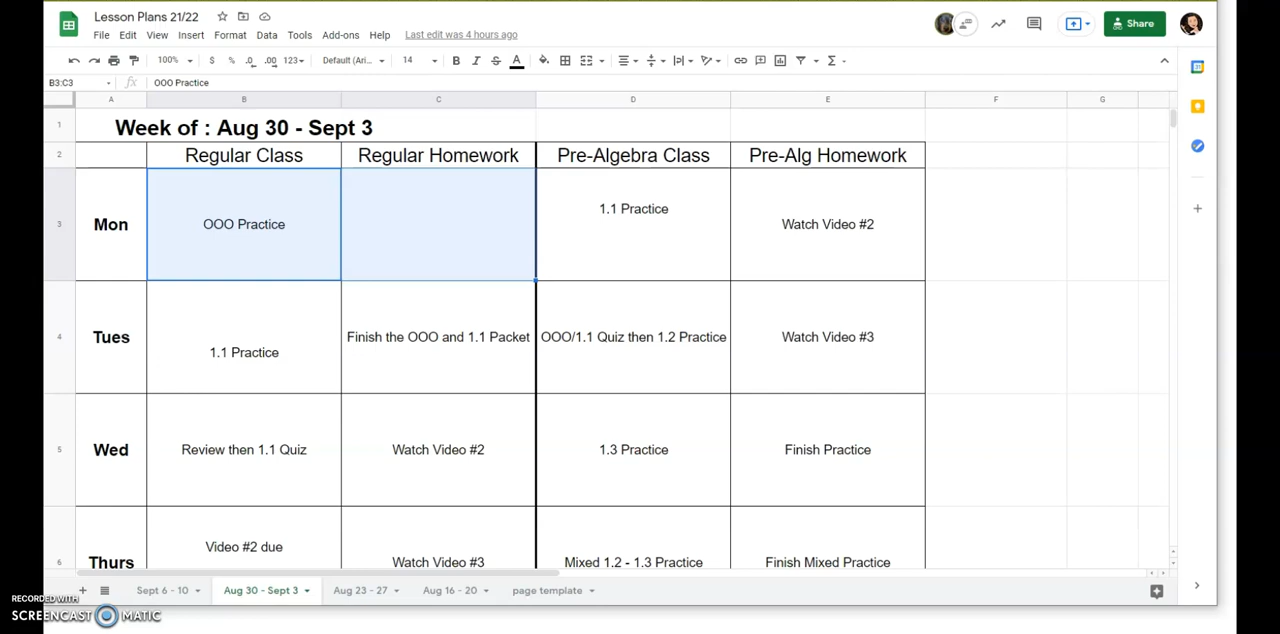 Lesson Plans 21/22
File Edit View Insert Format Data Tools Add-ons Help Last edit was 4 hours ago
Share
100% $ % .0 .00 123 Default (Ari... 14 B I S A
B3:C3 fx OOO Practice
A B C D E F G
1 Week of : Aug 30 - Sept 3
2 Regular Class Regular Homework Pre-Algebra Class Pre-Alg Homework
3 Mon OOO Practice 1.1 Practice Watch Video #2
4 Tues 1.1 Practice Finish the OOO and 1.1 Packet OOO/1.1 Quiz then 1.2 Practice Watch Video #3
5 Wed Review then 1.1 Quiz Watch Video #2 1.3 Practice Finish Practice
6 Thurs Video #2 due Watch Video #3 Mixed 1.2 - 1.3 Practice Finish Mixed Practice
Sept 6 - 10 Aug 30 - Sept 3 Aug 23 - 27 Aug 16 - 20 page template
RECORDED WITH
SCREENCAST MATIC